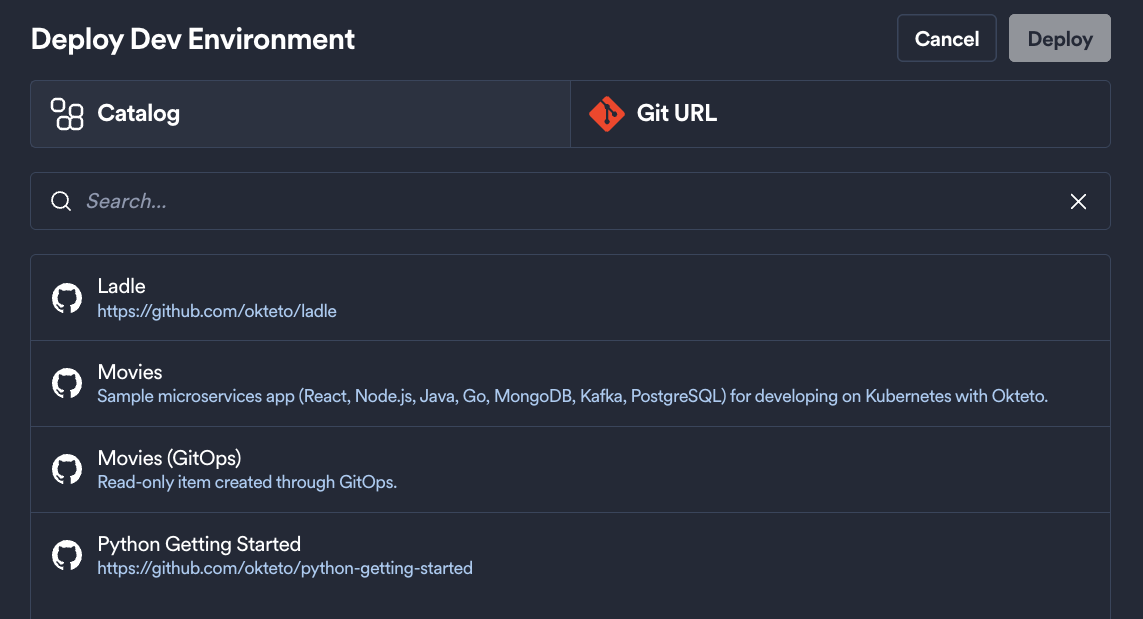 Deploy Dev Environment
Cancel
Deploy
Catalog
Git URL
Search...
Ladle
https://github.com/okteto/ladle
Movies
Sample microservices app (React, Node.js, Java, Go, MongoDB, Kafka, PostgreSQL) for developing on Kubernetes with Okteto.
Movies (GitOps)
Read-only item created through GitOps.
Python Getting Started
https://github.com/okteto/python-getting-started